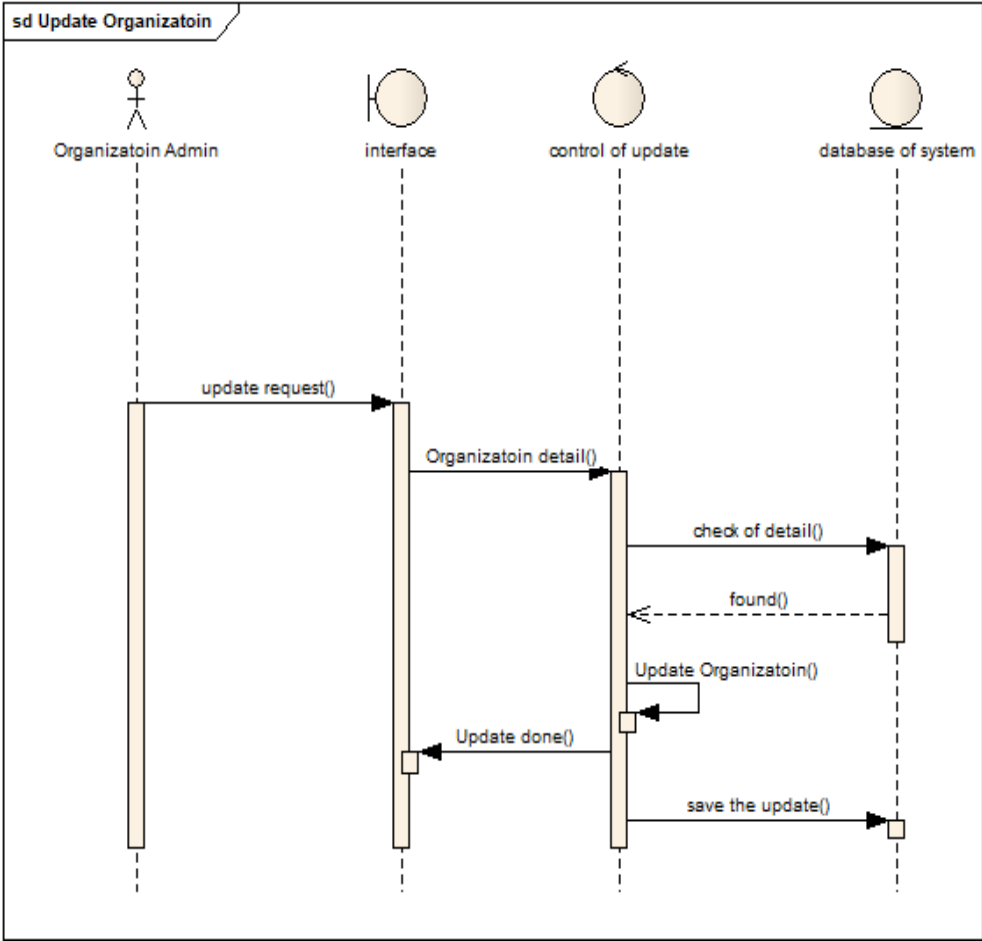 sd Update Organizatoin
Organizatoin Admin
interface
control of update
database of system
update request()
Organizatoin detail()
check of detail()
found()
Update Organizatoin()
Update done()
save the update()